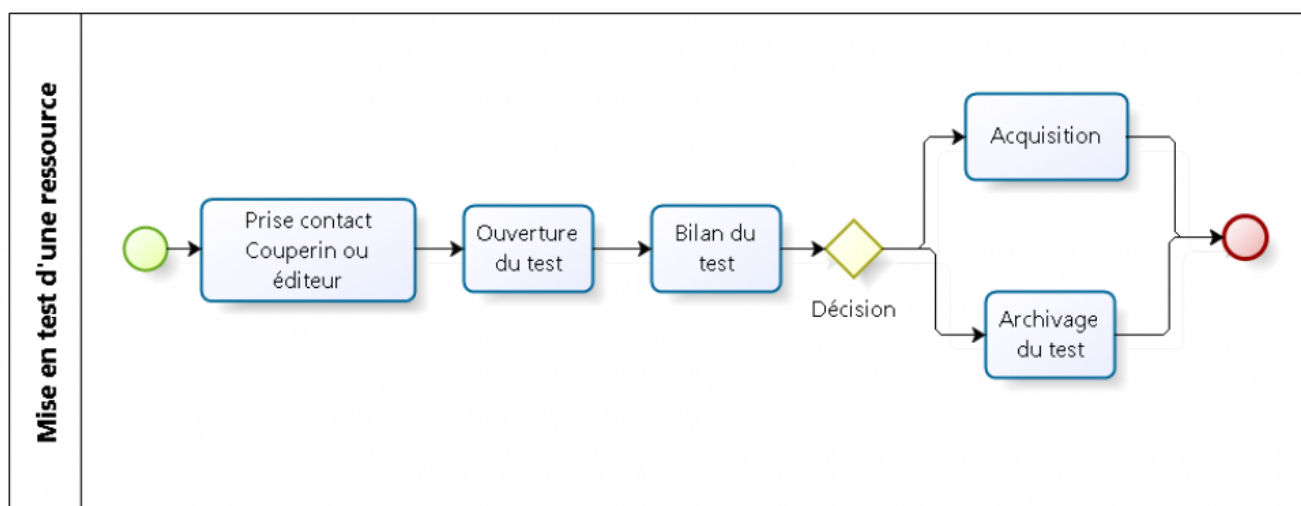 Mise en test d'une ressource
Prise contact
Couperin ou
éditeur
Ouverture
du test
Bilan du
test
Décision
Acquisition
Archivage
du test